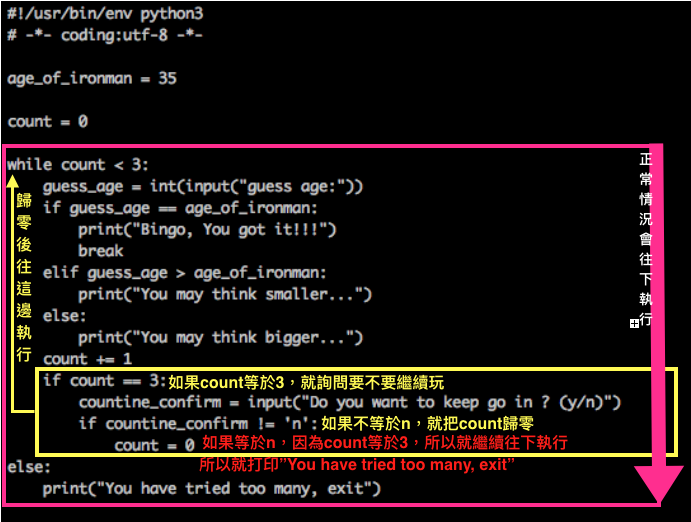 #!/usr/bin/env python3
# -*- coding:utf-8 -*-
age_of_ironman = 35
count = 0
while count < 3:
    guess_age = int(input("guess age:"))
    if guess_age == age_of_ironman:
        print("Bingo, You got it!!!")
        break
    elif guess_age > age_of_ironman:
        print("You may think smaller...")
    else:
        print("You may think bigger...")
    count += 1
    if count == 3:如果count等於3，就詢問要不要繼續玩
        countine_confirm = input("Do you want to keep go in ? (y/n)")
        if countine_confirm != 'n':如果不等於n，就把count歸零
            count = 0 如果等於n，因為count等於3，所以就繼續往下執行
所以就打印”You have tried too many, exit”
else:
    print("You have tried too many, exit")
歸零後往這邊執行
正常情況會往下執行